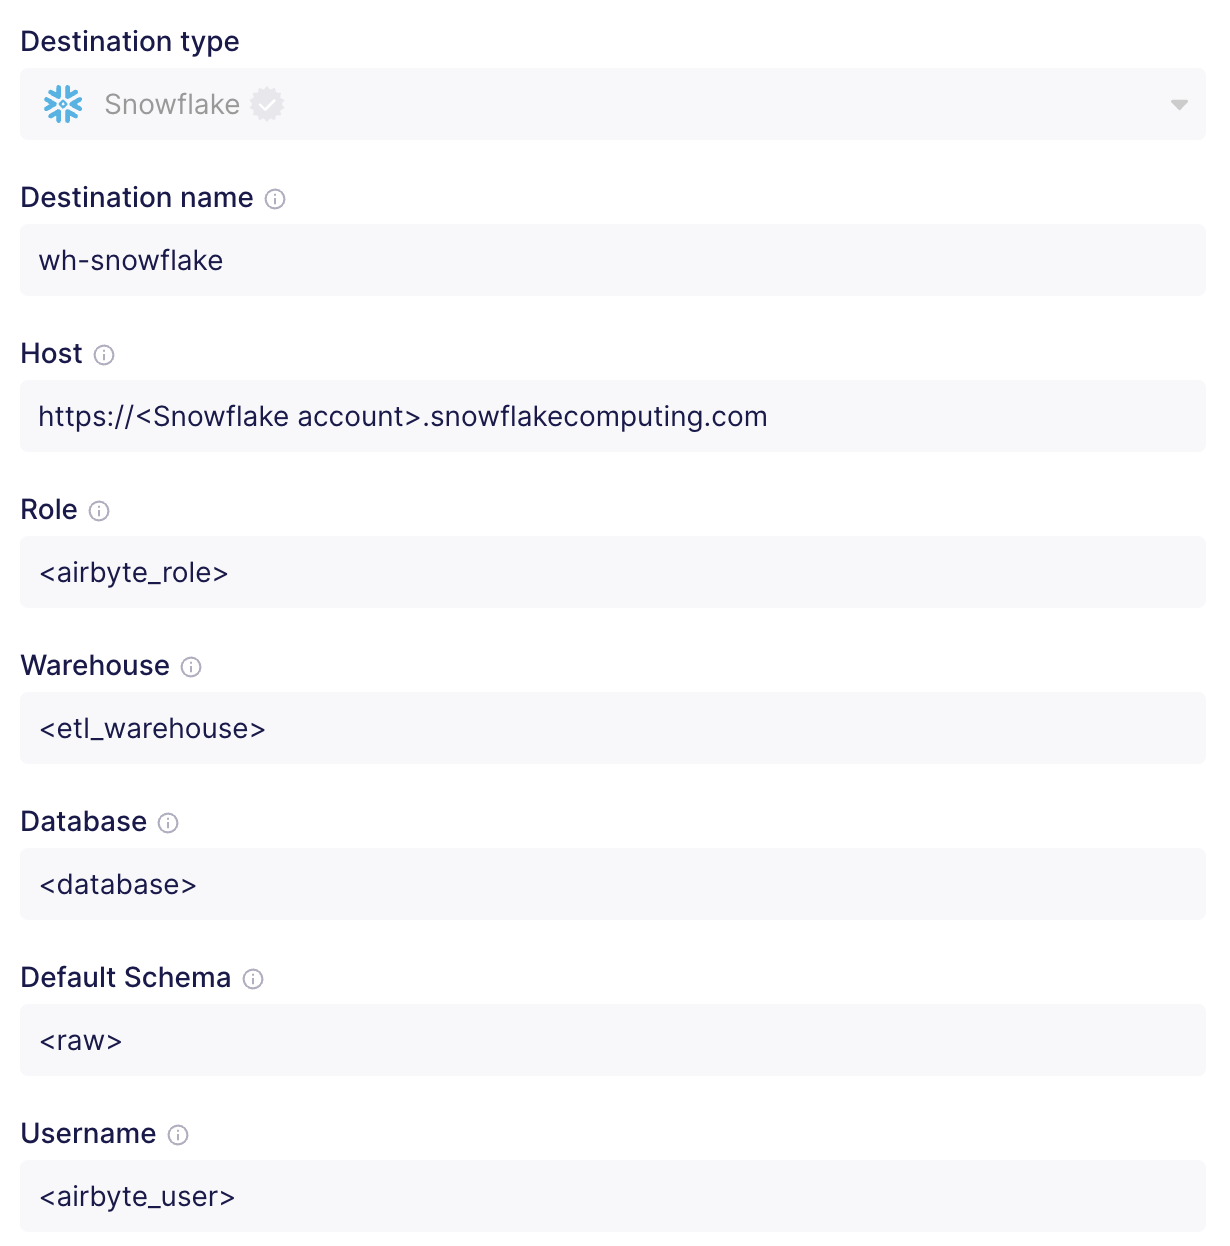 Destination type
Snowflake
Destination name
wh-snowflake
Host
https://<Snowflake account>.snowflakecomputing.com
Role
<airbyte_role>
Warehouse
<etl_warehouse>
Database
<database>
Default Schema
<raw>
Username
<airbyte_user>